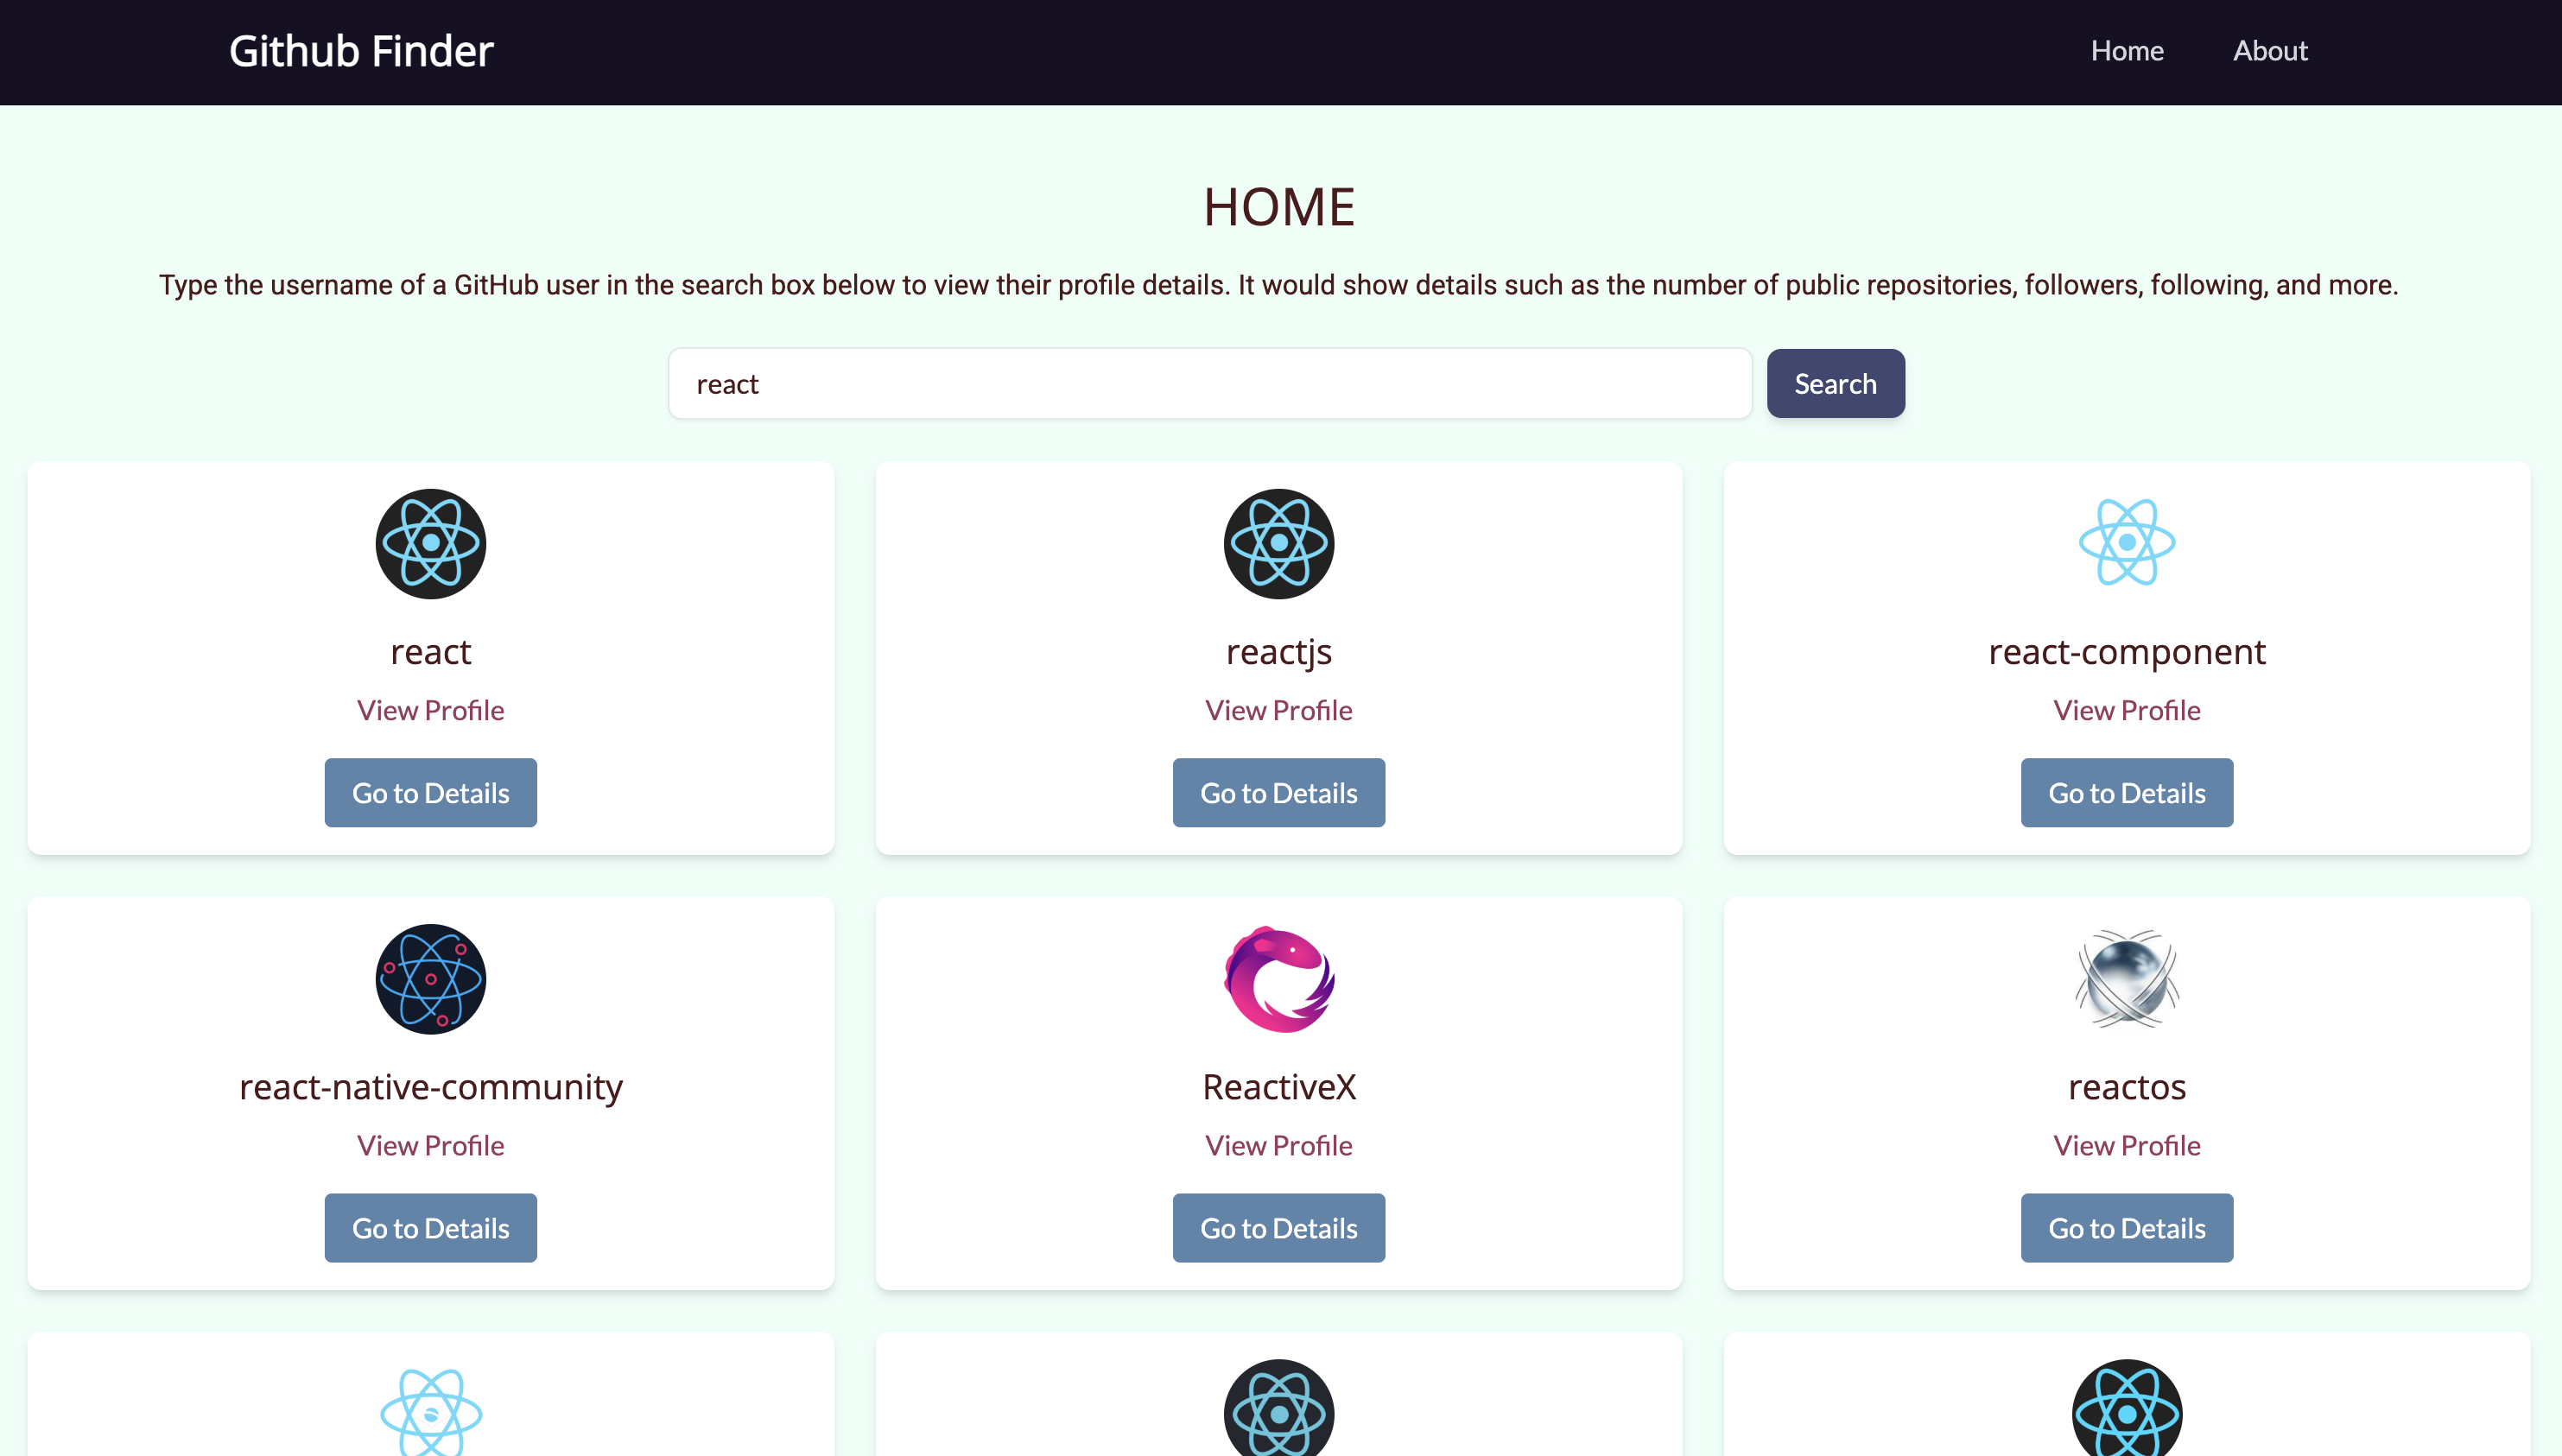 Github Finder
Home
About
HOME
Type the username of a GitHub user in the search box below to view their profile details. It would show details such as the number of public repositories, followers, following, and more.
react
Search
react
View Profile
Go to Details
reactjs
View Profile
Go to Details
react-component
View Profile
Go to Details
react-native-community
View Profile
Go to Details
ReactiveX
View Profile
Go to Details
reactos
View Profile
Go to Details